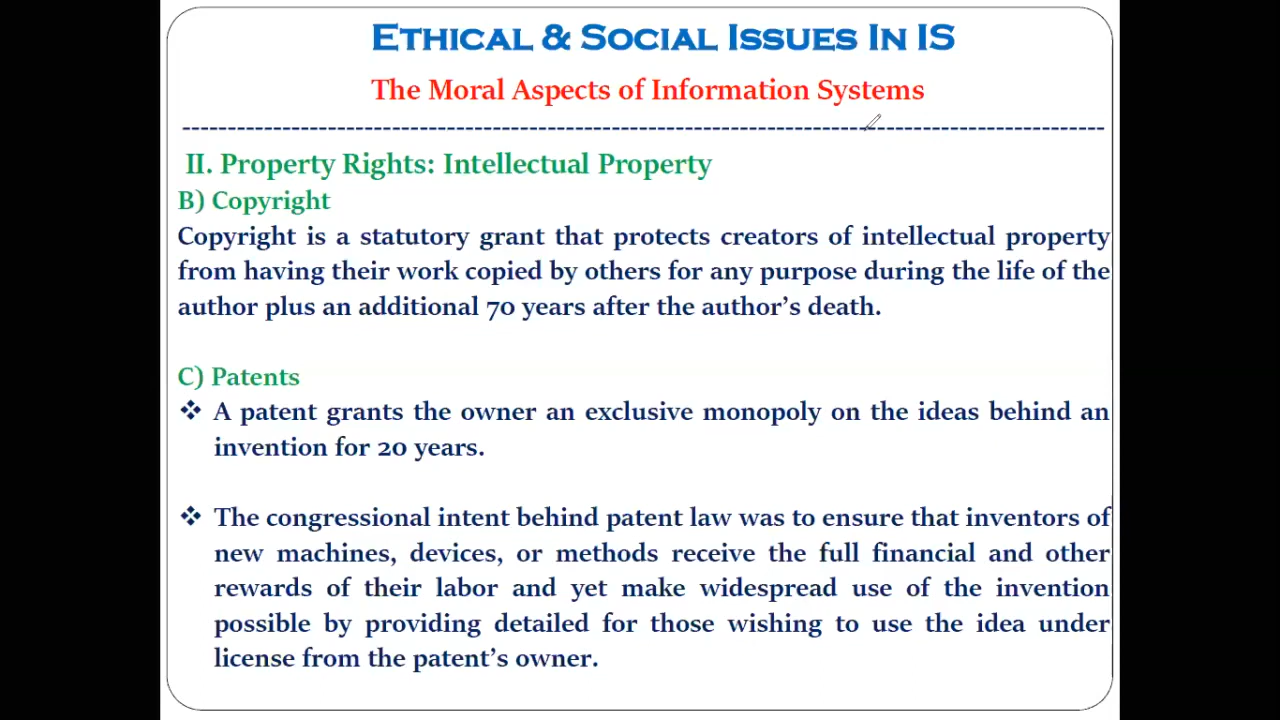 ETHICAL & SOCIAL ISSUES IN IS
The Moral Aspects of Information Systems
II. Property Rights: Intellectual Property
B) Copyright
Copyright is a statutory grant that protects creators of intellectual property
from having their work copied by others for any purpose during the life of the
author plus an additional 70 years after the author’s death.
C) Patents
❖ A patent grants the owner an exclusive monopoly on the ideas behind an
invention for 20 years.
❖ The congressional intent behind patent law was to ensure that inventors of
new machines, devices, or methods receive the full financial and other
rewards of their labor and yet make widespread use of the invention
possible by providing detailed for those wishing to use the idea under
license from the patent’s owner.